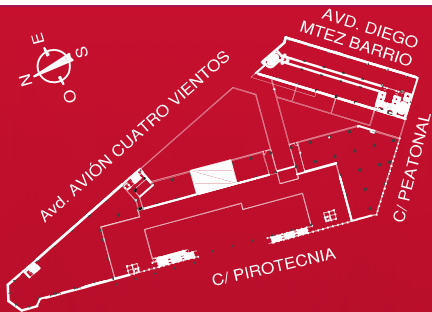 AVD. DIEGO
MTEZ BARRIO
E
S
N
O
Avd. AVIÓN CUATRO VIENTOS
C/ PEATONAL
C/ PIROTECNIA